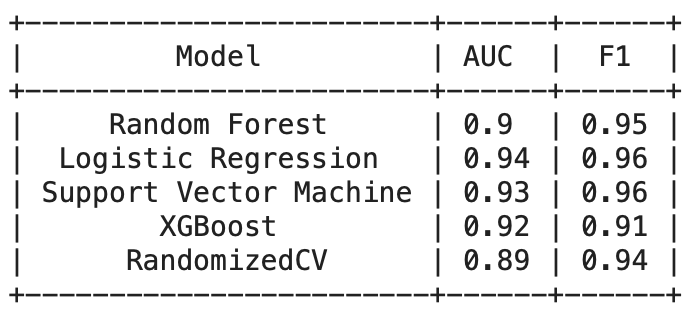 +-------------------------+------+------+
|          Model          | AUC  |  F1  |
+-------------------------+------+------+
|      Random Forest      | 0.9  | 0.95 |
|   Logistic Regression   | 0.94 | 0.96 |
| Support Vector Machine  | 0.93 | 0.96 |
|         XGBoost         | 0.92 | 0.91 |
|       RandomizedCV      | 0.89 | 0.94 |
+-------------------------+------+------+